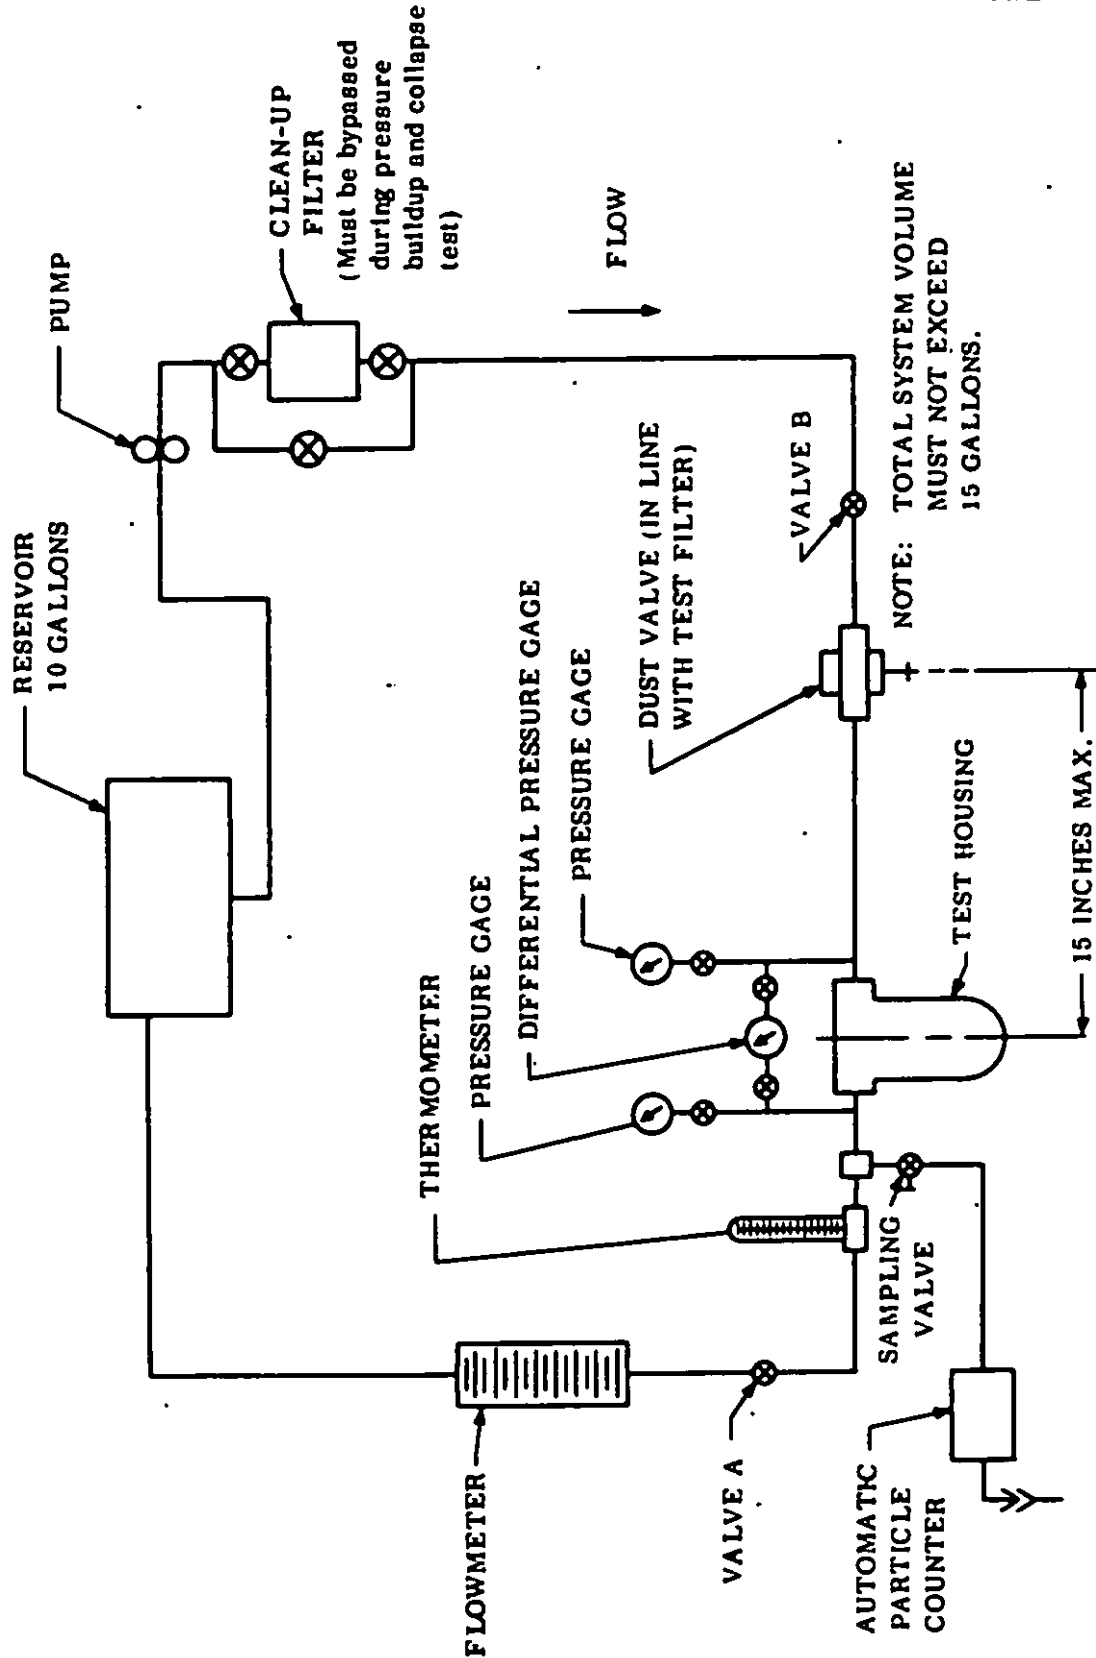 RESERVOIR
10 GALLONS
PUMP
CLEAN-UP
FILTER
(Must be bypassed
during pressure
buildup and collapse
test)
FLOW
THERMOMETER
PRESSURE GAGE
DIFFERENTIAL PRESSURE GAGE
PRESSURE GAGE
DUST VALVE (IN LINE
WITH TEST FILTER)
VALVE B
NOTE: TOTAL SYSTEM VOLUME
MUST NOT EXCEED
15 GALLONS.
FLOWMETER
VALVE A
SAMPLING
VALVE
AUTOMATIC
PARTICLE
COUNTER
TEST HOUSING
15 INCHES MAX.